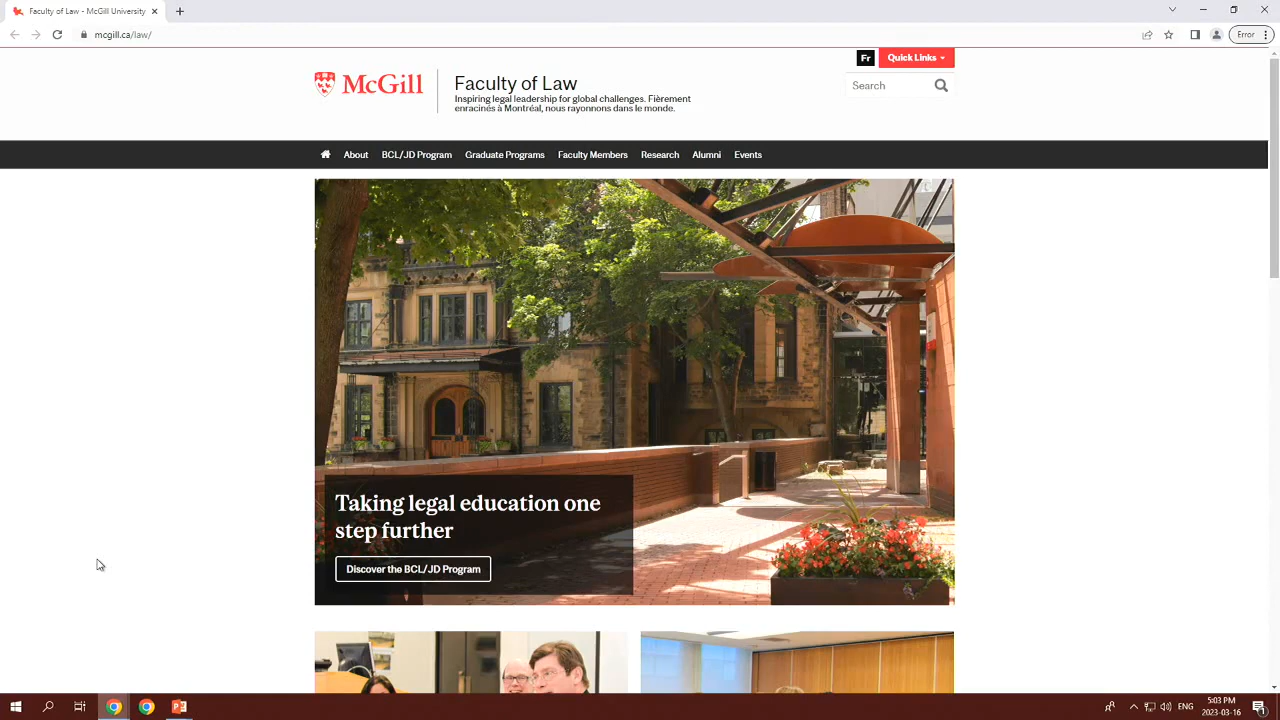 Faculty of Law - McGill University
mcgill.ca/law/
Error
Fr
Quick Links
McGill
Faculty of Law
Inspiring legal leadership for global challenges. Fièrement
enracinés à Montréal, nous rayonnons dans le monde.
Search
About BCL/JD Program Graduate Programs Faculty Members Research Alumni Events
Taking legal education one
step further
Discover the BCL/JD Program
ENG
5:03 PM
2023-03-16
1